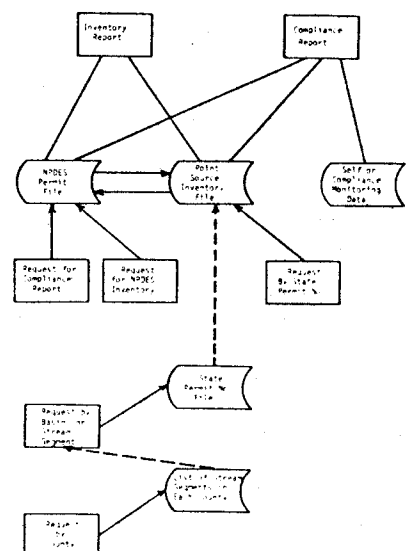 Inventory
Report
Compliance
Report
NPDES
Permit
File
Point
Source
Inventory
File
Self or
Compliance
Monitoring
Data
Request for
Compliance
Report
Request
for NPDES
Inventory
Request
By State
Permit No.
State
Permit No.
File
Request by
Basin or
Stream
Segment
List of Stream
Segments in
Each County
Request
by
County